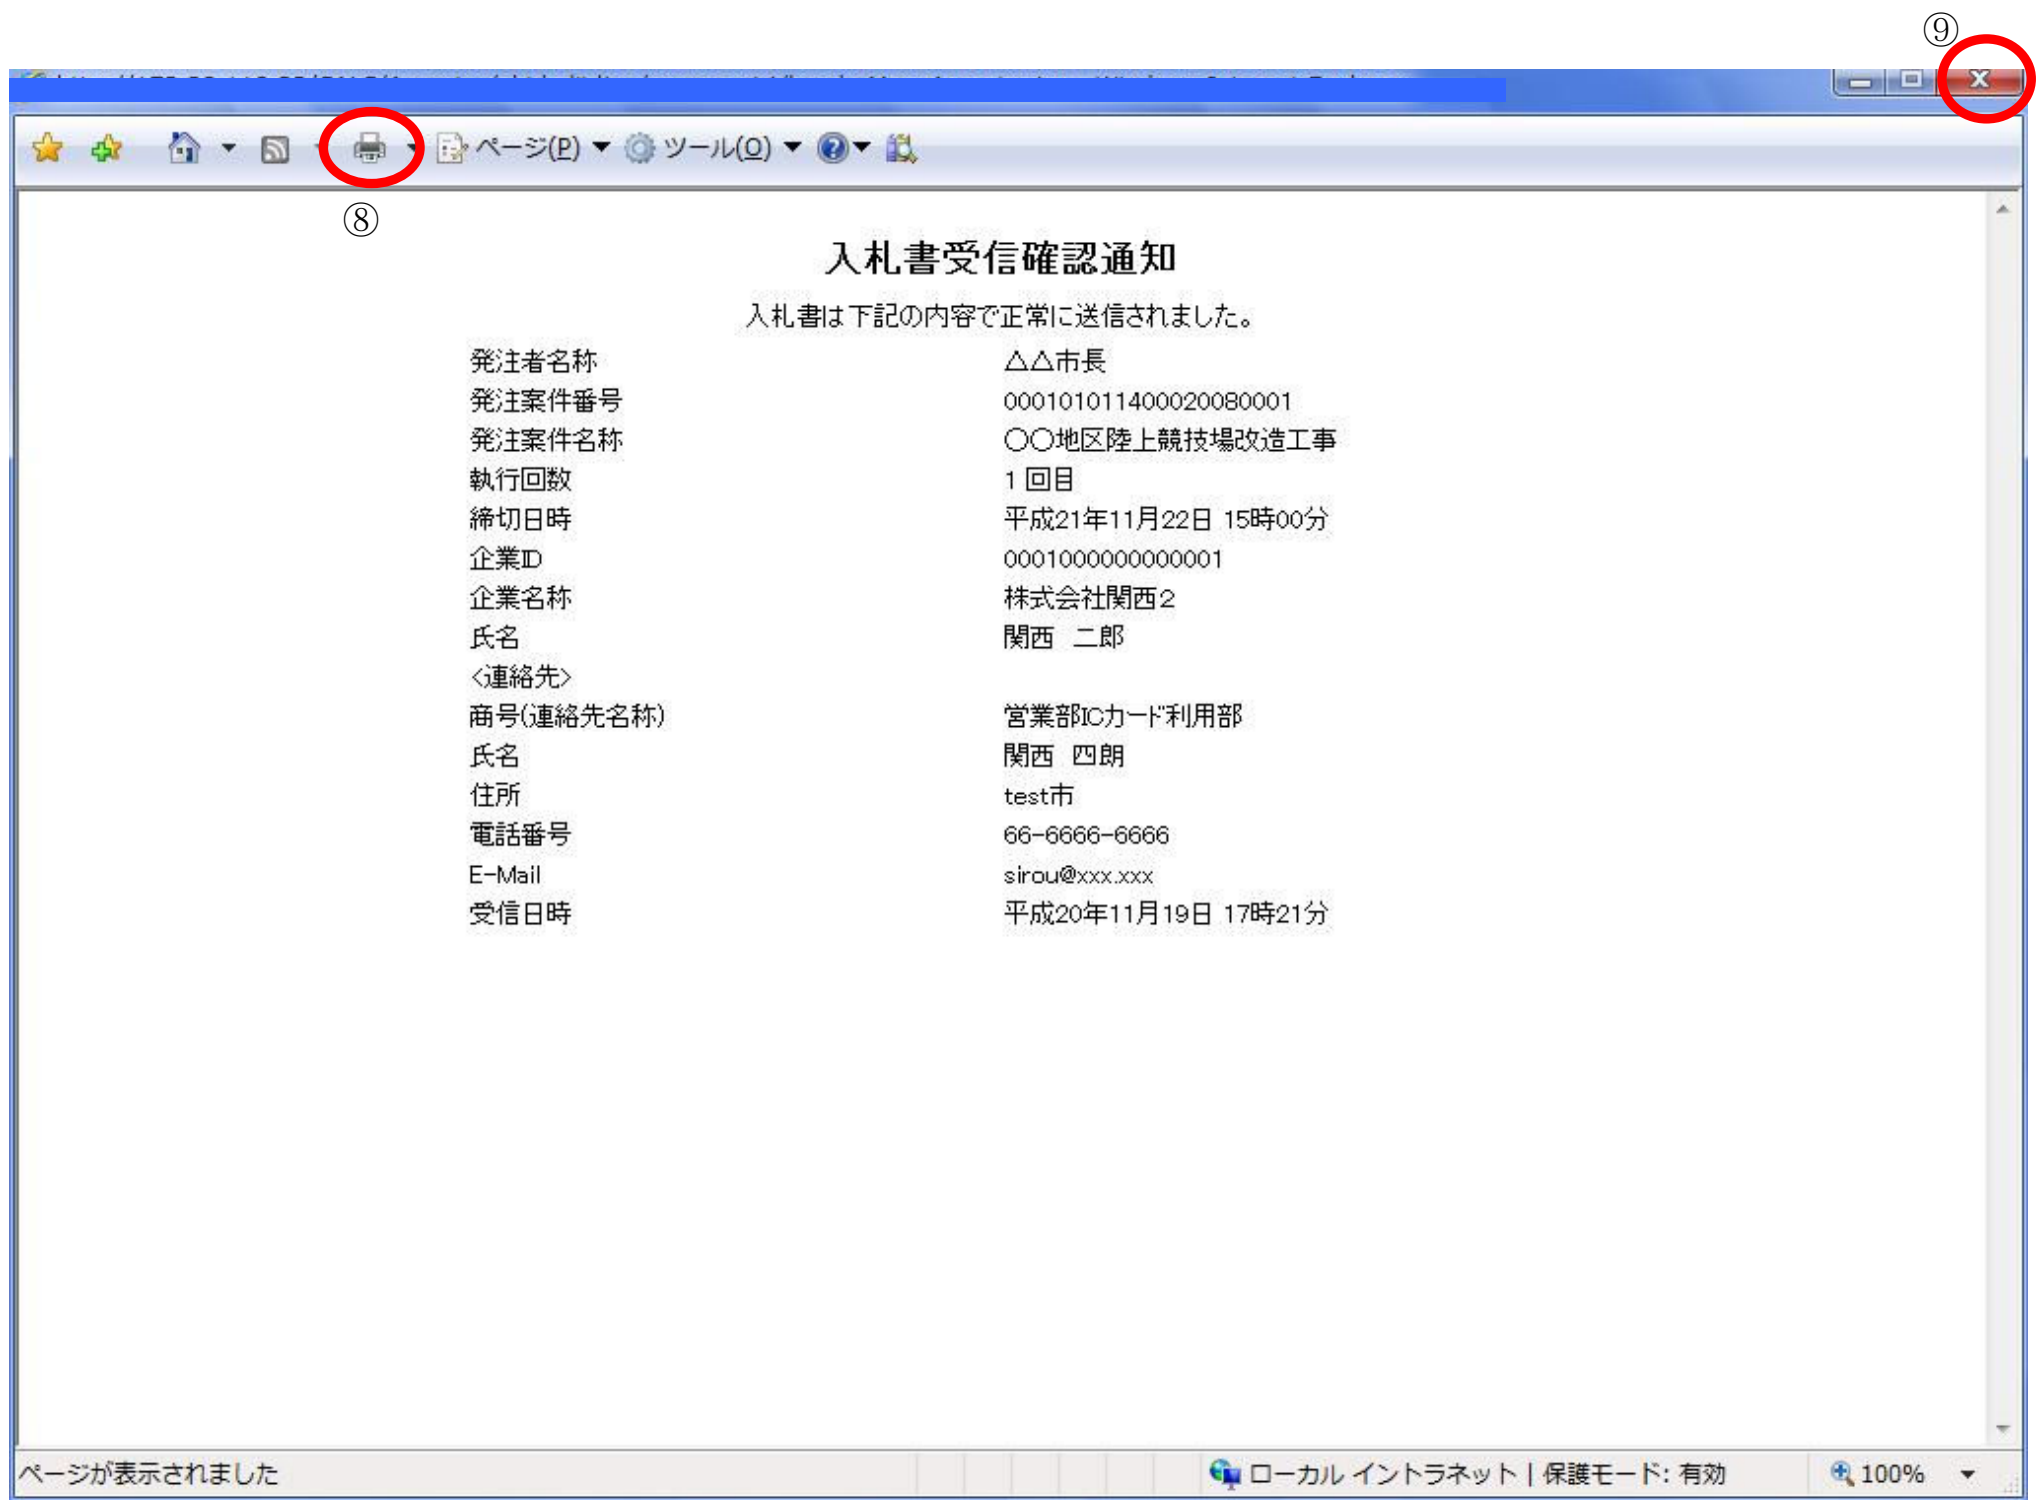 ⑨
ページ(P) ツール(O)
⑧
入札書受信確認通知
入札書は下記の内容で正常に送信されました。
発注者名称 △△市長
発注案件番号 000101011400020080001
発注案件名称 〇〇地区陸上競技場改造工事
執行回数 1 回目
締切日時 平成21年11月22日 15時00分
企業ID 0001000000000001
企業名称 株式会社関西2
氏名 関西 二郎
<連絡先>
商号(連絡先名称) 営業部ICカード利用部
氏名 関西 四朗
住所 test市
電話番号 66-6666-6666
E-Mail sirou@xxx.xxx
受信日時 平成20年11月19日 17時21分
ページが表示されました ローカル イントラネット | 保護モード: 有効 100%